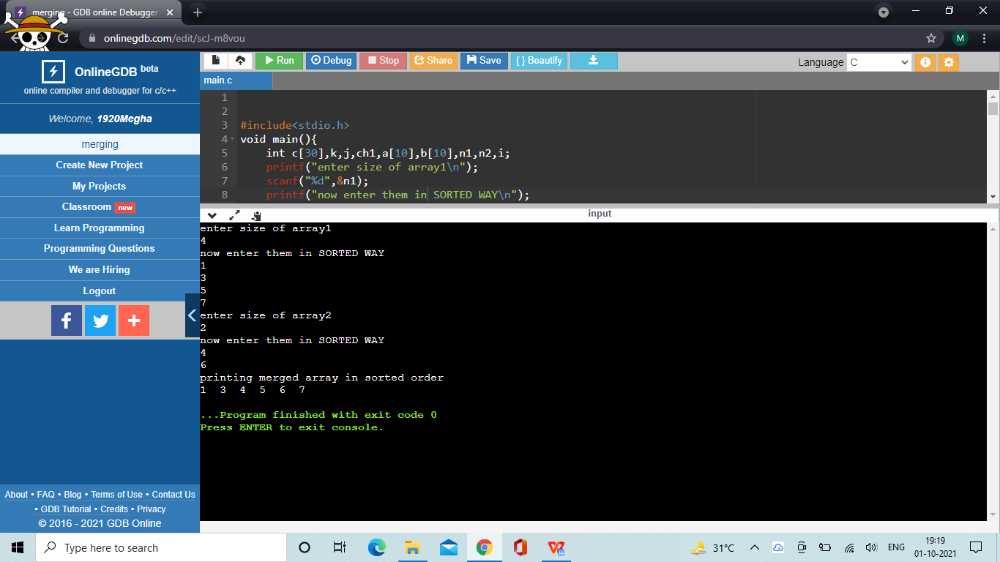 merging - GDB online Debugger
onlinegdb.com/edit/scJ-m8vou
M
OnlineGDB beta
online compiler and debugger for c/c++
Welcome, 1920Megha
merging
Create New Project
My Projects
Classroom new
Learn Programming
Programming Questions
We are Hiring
Logout
About • FAQ • Blog • Terms of Use • Contact Us
• GDB Tutorial • Credits • Privacy
© 2016 - 2021 GDB Online
Run Debug Stop Share Save { } Beautify
Language C
main.c
1
2
3 #include<stdio.h>
4 void main(){
5 int c[30],k,j,ch1,a[10],b[10],n1,n2,i;
6 printf("enter size of array1\n");
7 scanf("%d",&n1);
8 printf("now enter them in SORTED WAY\n");
input
enter size of array1
4
now enter them in SORTED WAY
1
3
5
7
enter size of array2
2
now enter them in SORTED WAY
4
6
printing merged array in sorted order
1 3 4 5 6 7
...Program finished with exit code 0
Press ENTER to exit console.
Type here to search
31°C
ENG
19:19
01-10-2021